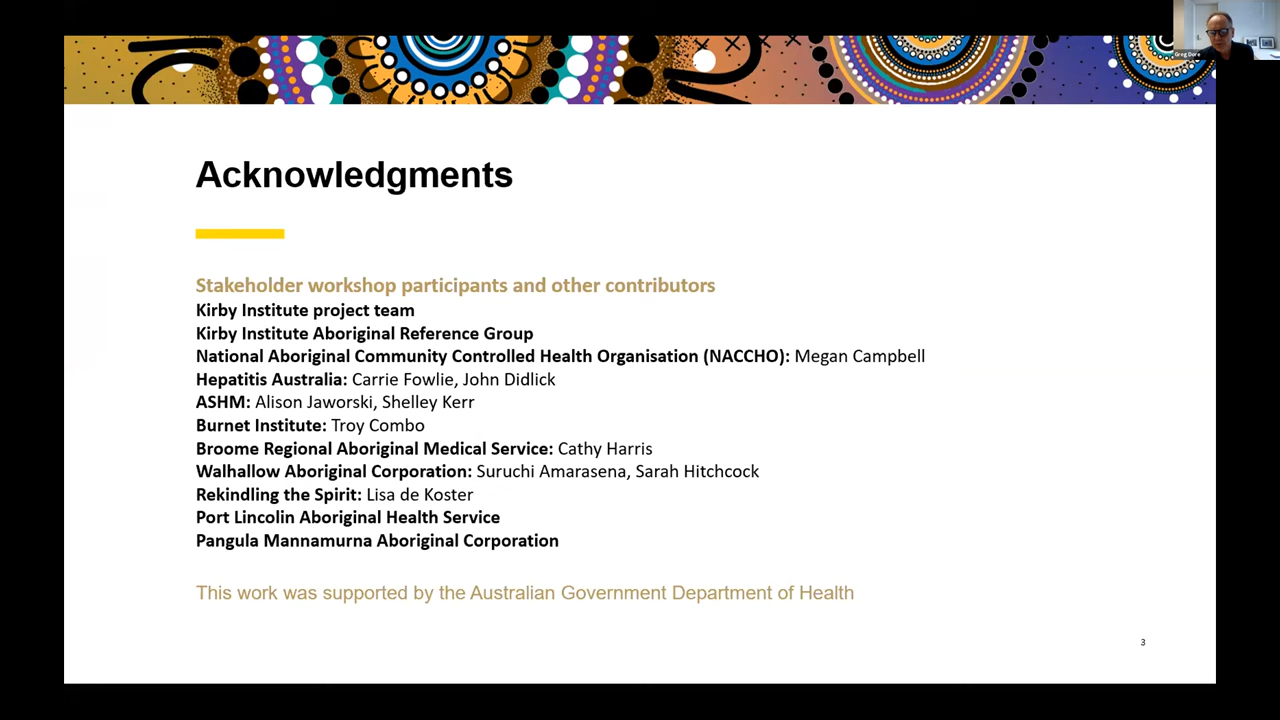 Greg Dore
Acknowledgments
Stakeholder workshop participants and other contributors
Kirby Institute project team
Kirby Institute Aboriginal Reference Group
National Aboriginal Community Controlled Health Organisation (NACCHO): Megan Campbell
Hepatitis Australia: Carrie Fowlie, John Didlick
ASHM: Alison Jaworski, Shelley Kerr
Burnet Institute: Troy Combo
Broome Regional Aboriginal Medical Service: Cathy Harris
Walhallow Aboriginal Corporation: Suruchi Amarasena, Sarah Hitchcock
Rekindling the Spirit: Lisa de Koster
Port Lincolin Aboriginal Health Service
Pangula Mannamurna Aboriginal Corporation
This work was supported by the Australian Government Department of Health
3